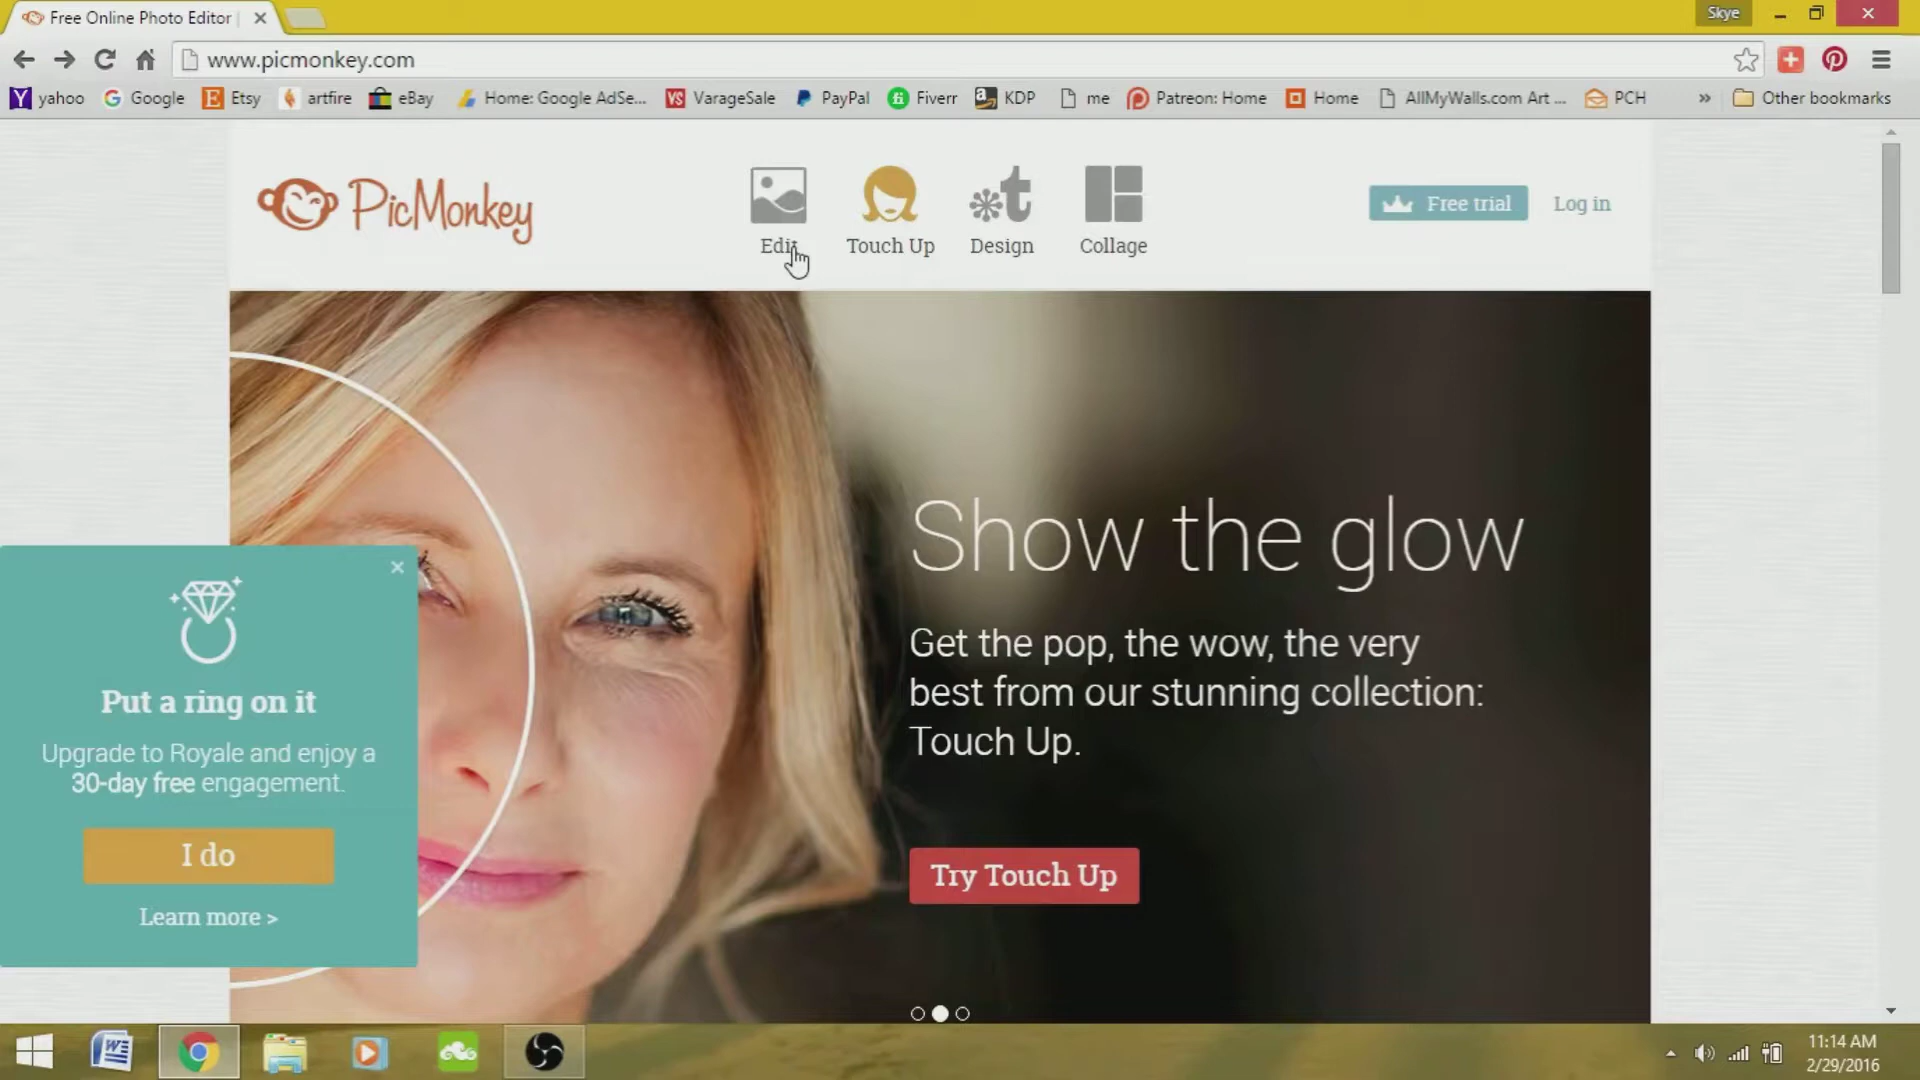 Free Online Photo Editor
Skye
www.picmonkey.com
yahoo
Google
Etsy
artfire
eBay
Home: Google AdSe...
VarageSale
PayPal
Fiverr
KDP
me
Patreon: Home
Home
AllMyWalls.com Art ...
PCH
»
Other bookmarks
PicMonkey
Edit
Touch Up
Design
Collage
Free trial
Log in
Show the glow
Get the pop, the wow, the very
best from our stunning collection:
Touch Up.
Try Touch Up
Put a ring on it
Upgrade to Royale and enjoy a
30-day free engagement.
I do
Learn more >
11:14 AM
2/29/2016